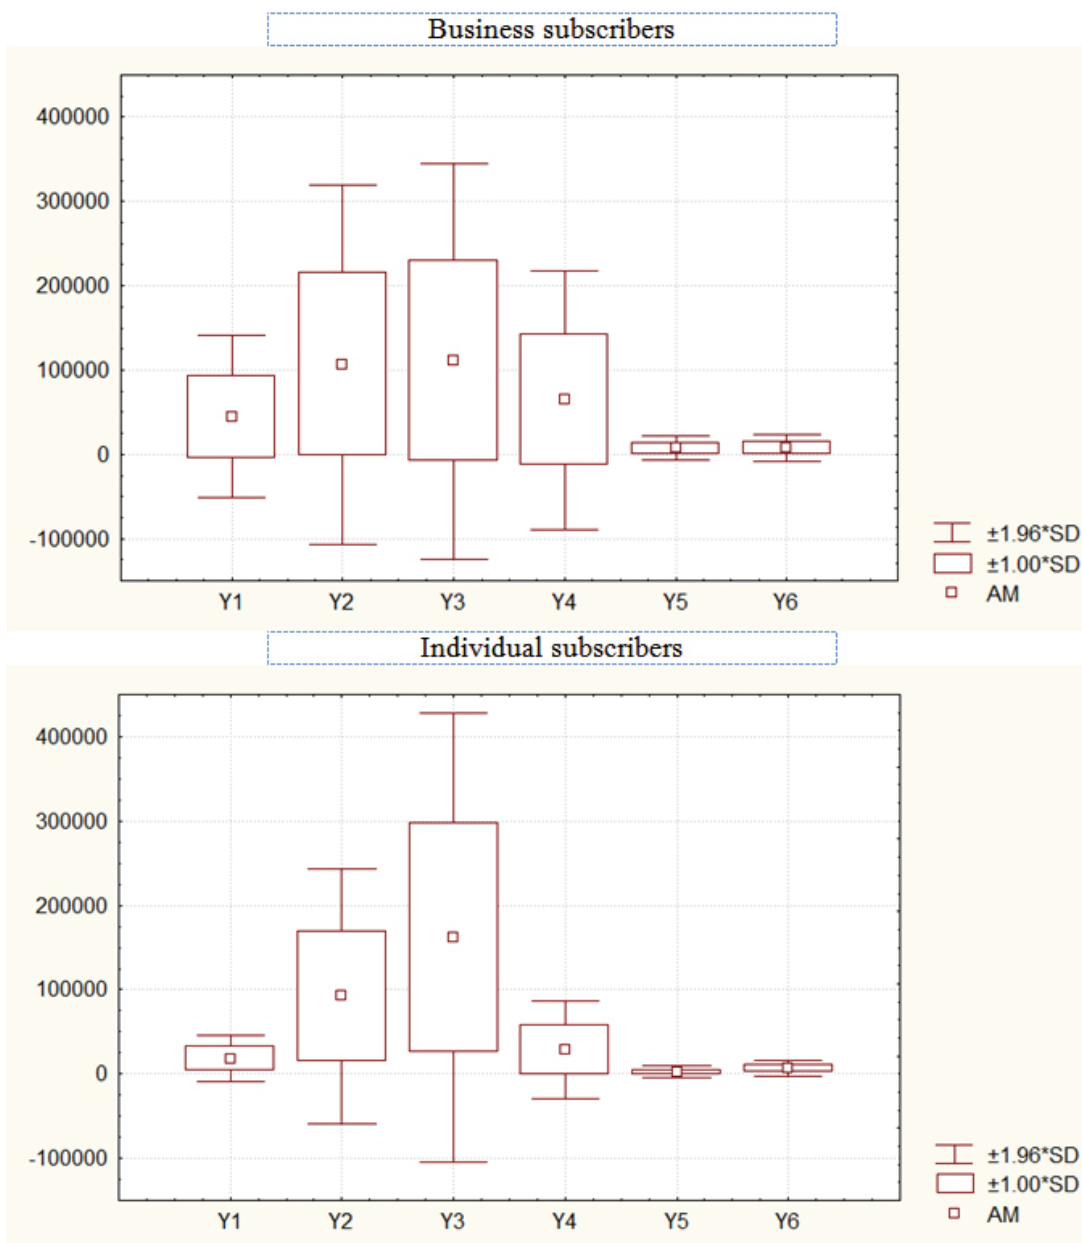 Business subscribers
400000
300000
200000
100000
0
-100000
Y1 Y2 Y3 Y4 Y5 Y6
±1.96*SD
±1.00*SD
AM
Individual subscribers
400000
300000
200000
100000
0
-100000
Y1 Y2 Y3 Y4 Y5 Y6
±1.96*SD
±1.00*SD
AM